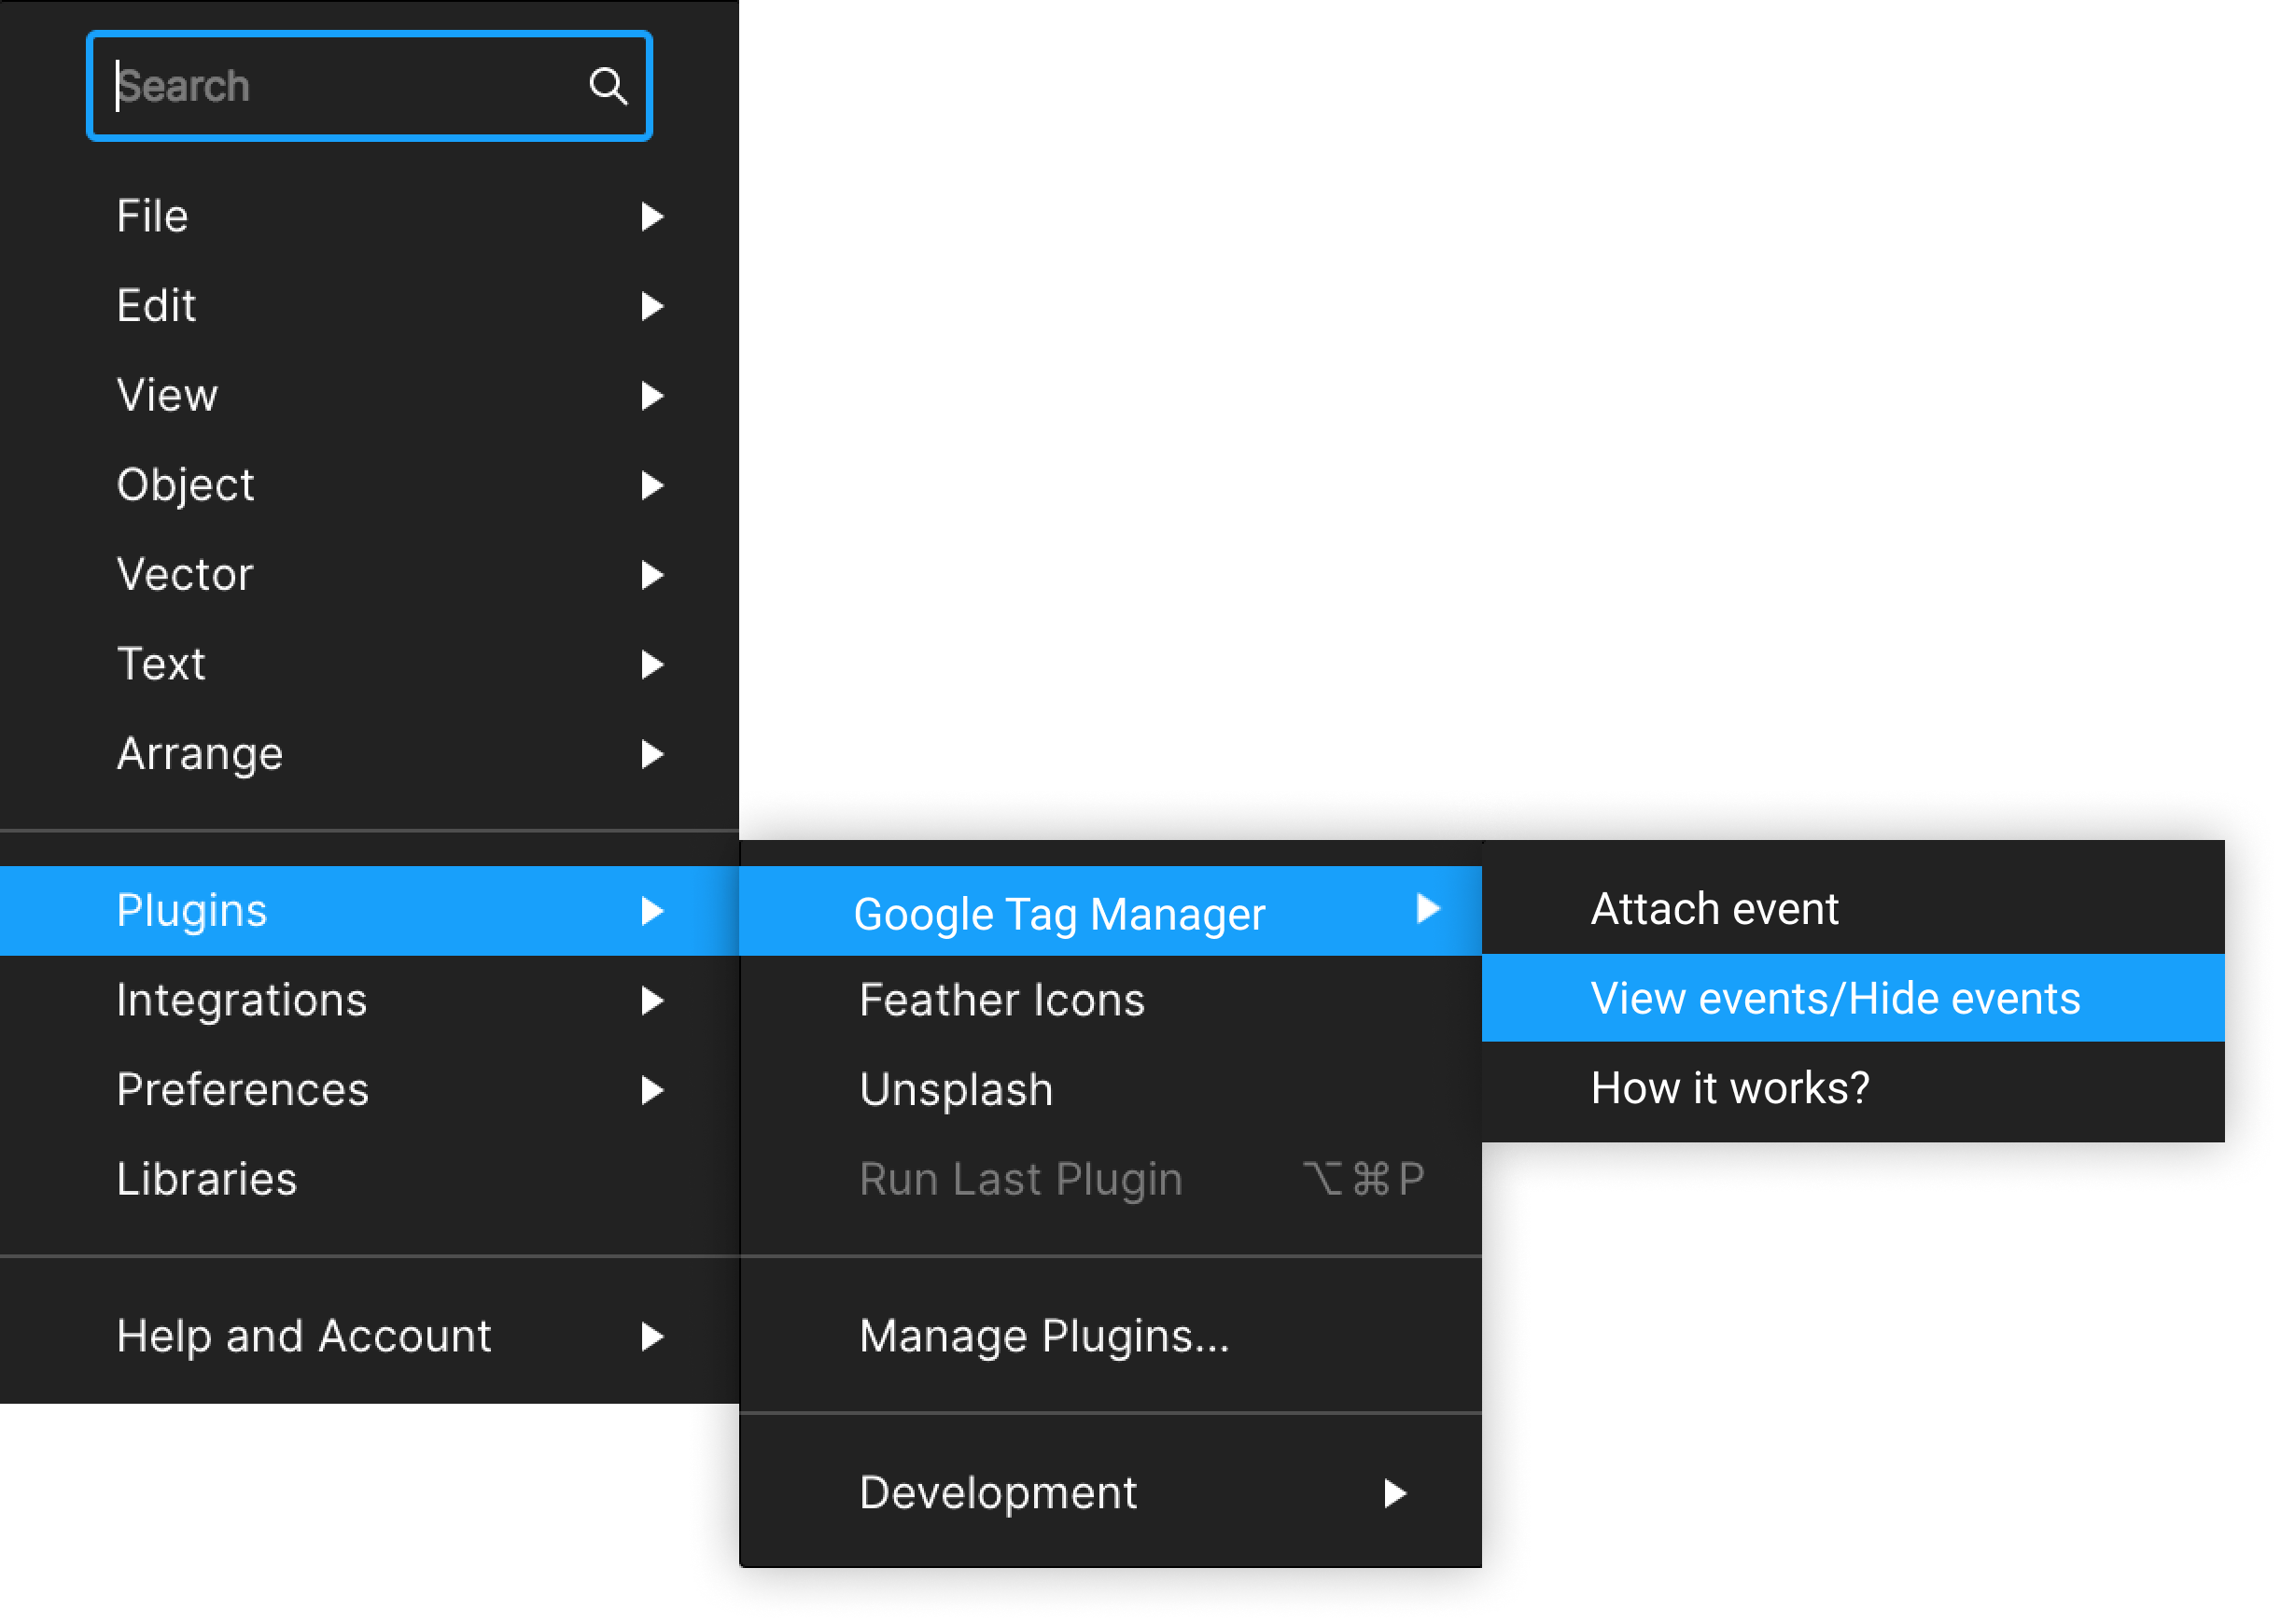 Search
File
Edit
View
Object
Vector
Text
Arrange
Plugins
Integrations
Preferences
Libraries
Help and Account
Google Tag Manager
Feather Icons
Unsplash
Run Last Plugin ⌥⌘P
Manage Plugins...
Development
Attach event
View events/Hide events
How it works?